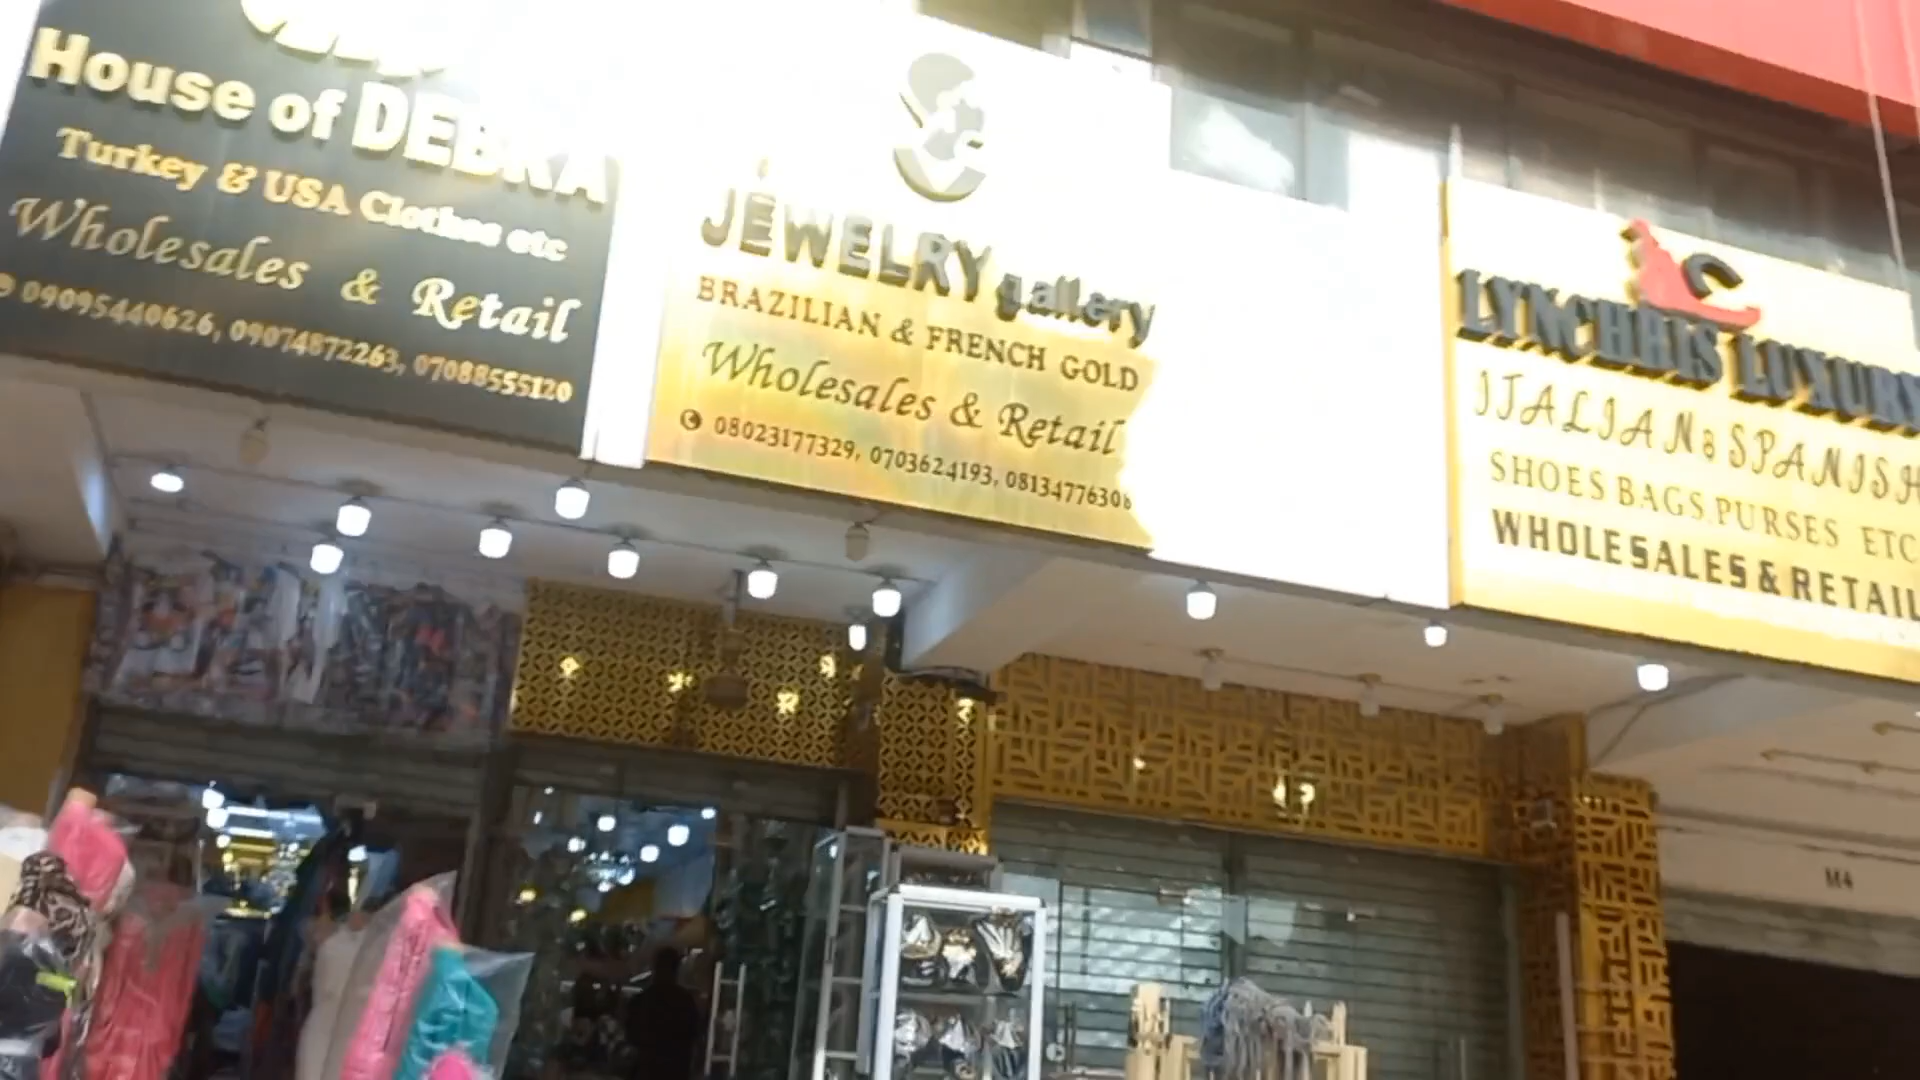 House of DEBRA
Turkey & USA Clothes etc
Wholesales & Retail
09095440626, 09074872263, 07088555120
JEWELRY gallery
BRAZILIAN & FRENCH GOLD
Wholesales & Retail
08023177329, 0703624193, 08134776308
LYNCHRIS LUXURY
ITALIAN & SPANISH
SHOES BAGS PURSES ETC
WHOLESALES & RETAIL
M4